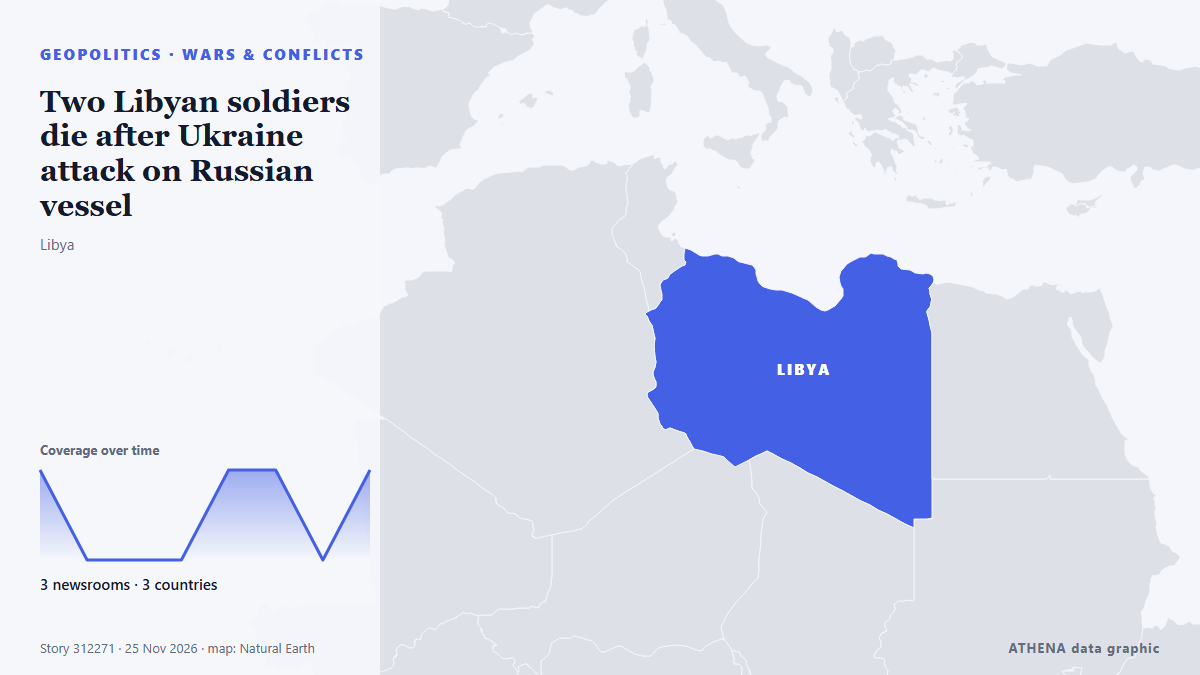 GEOPOLITICS · WARS & CONFLICTS
Two Libyan soldiers
die after Ukraine
attack on Russian
vessel
Libya
LIBYA
Coverage over time
3 newsrooms · 3 countries
Story 312271 · 25 Nov 2026 · map: Natural Earth
ATHENA data graphic